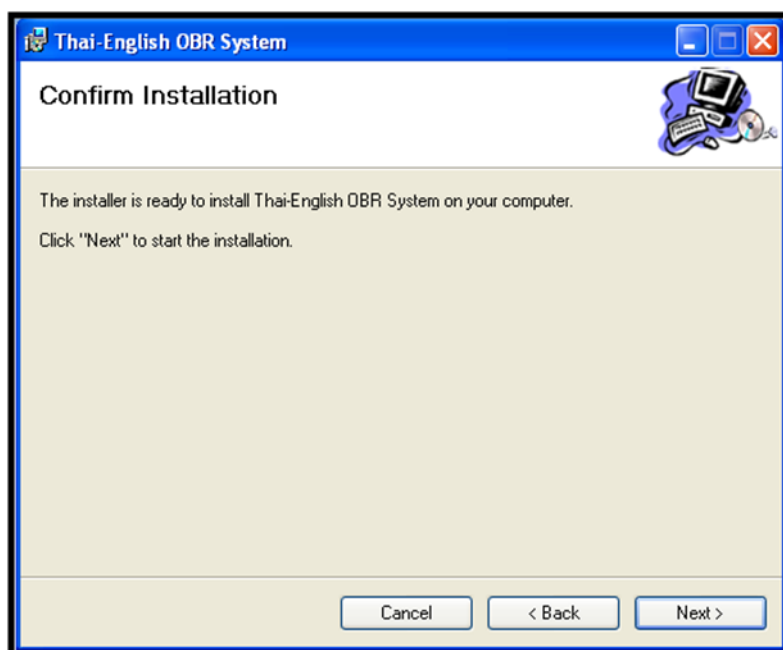 Thai-English OBR System
Confirm Installation
The installer is ready to install Thai-English OBR System on your computer.
Click "Next" to start the installation.
Cancel
< Back
Next >